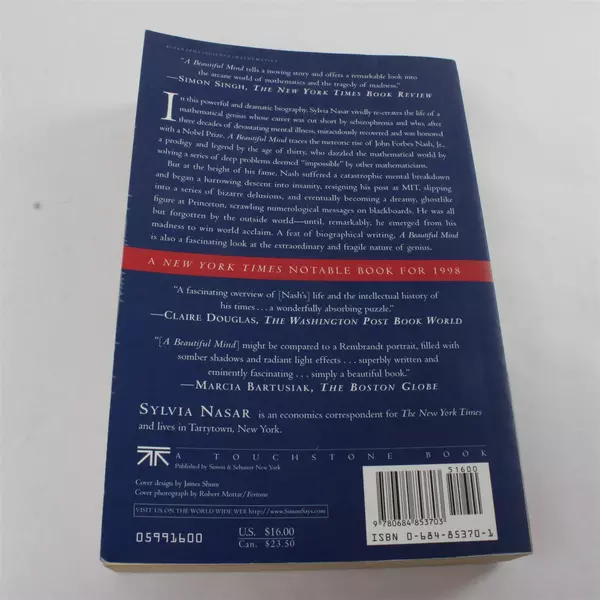 BIOGRAPHY/SCIENCE/MATHEMATICS
“A Beautiful Mind tells a moving story and offers a remarkable look into
the arcane world of mathematics and the tragedy of madness.”
—SIMON SINGH, THE NEW YORK TIMES BOOK REVIEW
In this powerful and dramatic biography, Sylvia Nasar vividly re-creates the life of a
mathematical genius whose career was cut short by schizophrenia and who, after
three decades of devastating mental illness, miraculously recovered and was honored
with a Nobel Prize. A Beautiful Mind traces the meteoric rise of John Forbes Nash, Jr.,
a prodigy and legend by the age of thirty, who dazzled the mathematical world by
solving a series of deep problems deemed “impossible” by other mathematicians.
But at the height of his fame, Nash suffered a catastrophic mental breakdown
and began a harrowing descent into insanity, resigning his post at MIT, slipping
into a series of bizarre delusions, and eventually becoming a dreamy, ghostlike
figure at Princeton, scrawling numerological messages on blackboards. He was all
but forgotten by the outside world—until, remarkably, he emerged from his
madness to win world acclaim. A feat of biographical writing, A Beautiful Mind
is also a fascinating look at the extraordinary and fragile nature of genius.
A NEW YORK TIMES NOTABLE BOOK FOR 1998
“A fascinating overview of [Nash’s] life and the intellectual history of
his times . . . a wonderfully absorbing puzzle.”
—CLAIRE DOUGLAS, THE WASHINGTON POST BOOK WORLD
“[A Beautiful Mind] might be compared to a Rembrandt portrait, filled with
somber shadows and radiant light effects . . . superbly written and
eminently fascinating . . . simply a beautiful book.”
—MARCIA BARTUSIAK, THE BOSTON GLOBE
SYLVIA NASAR is an economics correspondent for The New York Times
and lives in Tarrytown, New York.
A TOUCHSTONE BOOK
Published by Simon & Schuster New York
Cover design by James Shum
Cover photograph by Robert Mottar/Fortune
VISIT US ON THE WORLD WIDE WEB http://www.SimonSays.com
05991600
U.S. $16.00
Can. $23.50
51600
9 780684 853703
ISBN 0-684-85370-1